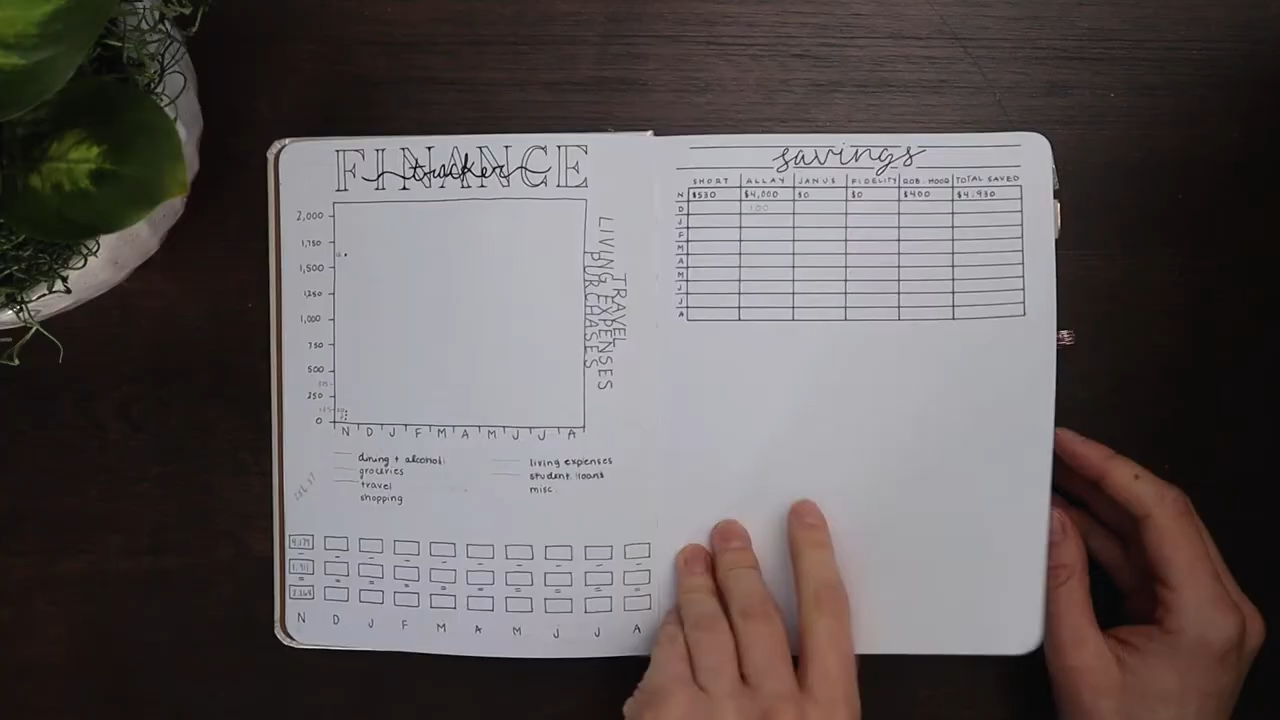 FINANCE
tracker
2,000
1,750
1,500
1,250
1,000
750
500
250
0
N D J F M A M J J A
TRAVEL
LIVING EXPENSES
PURCHASES
dining + alcohol
groceries
travel
shopping
living expenses
student loans
misc.
N D J F M A M J J A
savings
SHORT ALLAY JANUS FIDELITY ROB. HOOD TOTAL SAVED
N $530 $4,000 $0 $0 $400 $4,930
D 100
J
F
M
A
M
J
J
A